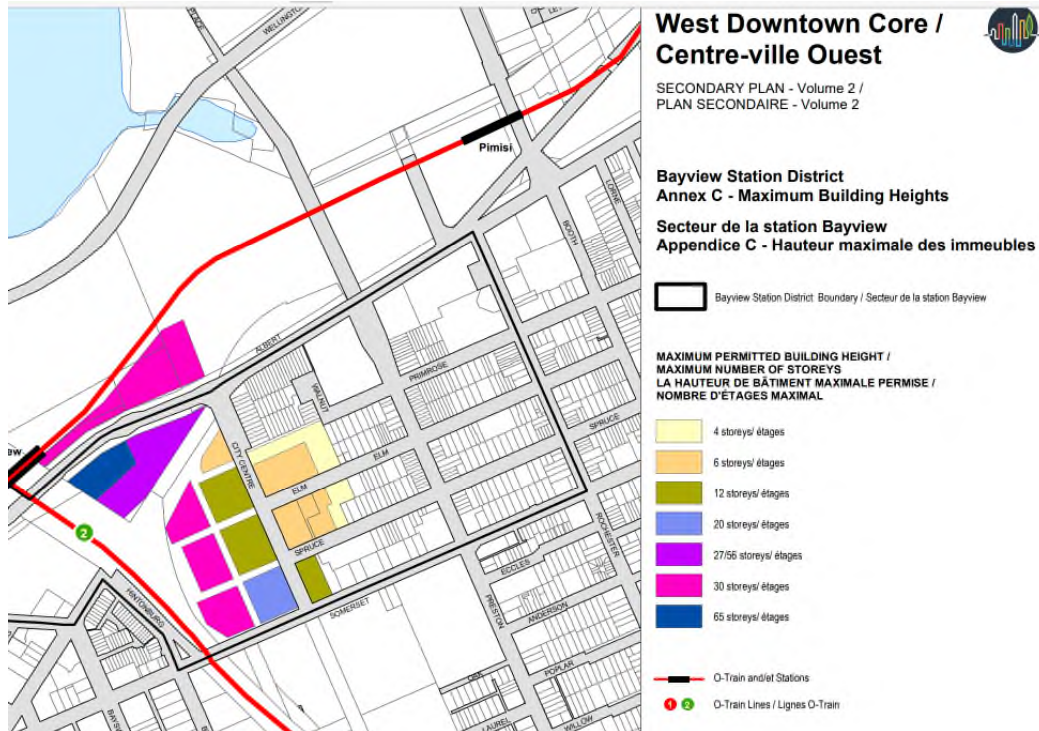 West Downtown Core /
Centre-ville Ouest
SECONDARY PLAN - Volume 2 /
PLAN SECONDAIRE - Volume 2
Bayview Station District
Annex C - Maximum Building Heights
Secteur de la station Bayview
Appendice C - Hauteur maximale des immeubles
Bayview Station District Boundary / Secteur de la station Bayview
MAXIMUM PERMITTED BUILDING HEIGHT /
MAXIMUM NUMBER OF STOREYS
LA HAUTEUR DE BÂTIMENT MAXIMALE PERMISE /
NOMBRE D'ÉTAGES MAXIMAL
4 storeys/ étages
6 storeys/ étages
12 storeys/ étages
20 storeys/ étages
27/56 storeys/ étages
30 storeys/ étages
65 storeys/ étages
O-Train and/et Stations
1 2
O-Train Lines / Lignes O-Train
WELLINGTON
Pimisi
LORNE
BOOTH
ALBERT
PRIMROSE
WALNUT
SPRUCE
CITY CENTRE
ELM
ELM
2
SPRUCE
ROCHESTER
ECCLES
HINTONBURG
SOMERSET
PRESTON
ANDERSON
POPLAR
LAUREL
WILLOW